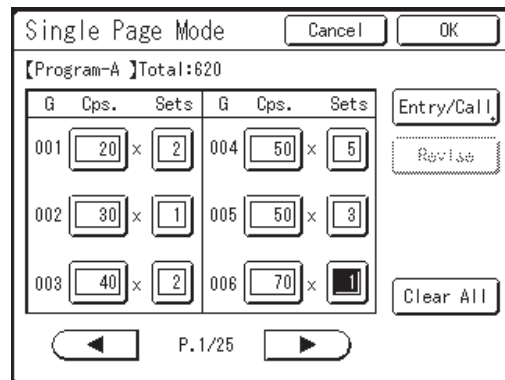 Single Page Mode Cancel OK
【Program-A 】Total:620
G Cps. Sets G Cps. Sets Entry/Call
001 20 × 2 004 50 × 5 Revise
002 30 × 1 005 50 × 3
003 40 × 2 006 70 × 1 Clear All
◀ P.1/25 ▶